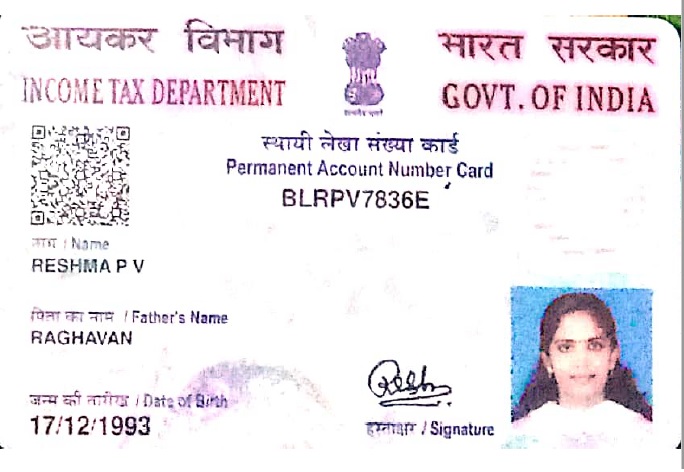 आयकर विभाग
INCOME TAX DEPARTMENT
भारत सरकार
GOVT. OF INDIA
स्थायी लेखा संख्या कार्ड
Permanent Account Number Card
BLRPV7836E
नाम / Name
RESHMA P V
पिता का नाम / Father's Name
RAGHAVAN
जन्म की तारीख / Date of Birth
17/12/1993
हस्ताक्षर / Signature